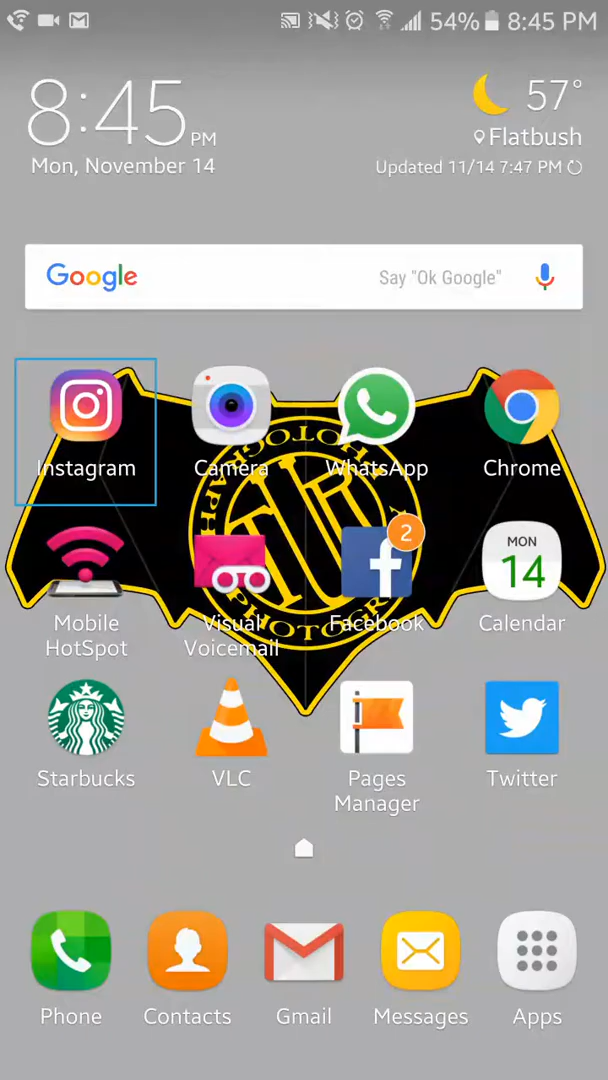 54% 8:45 PM
8:45 PM
57°
Flatbush
Mon, November 14
Updated 11/14 7:47 PM
Google Say "Ok Google"
Instagram Camera WhatsApp Chrome
2
MON
14
Mobile HotSpot
Visual Voicemail
Facebook
Calendar
Starbucks VLC Pages Manager Twitter
PHOTOGRAPHY
Phone Contacts Gmail Messages Apps